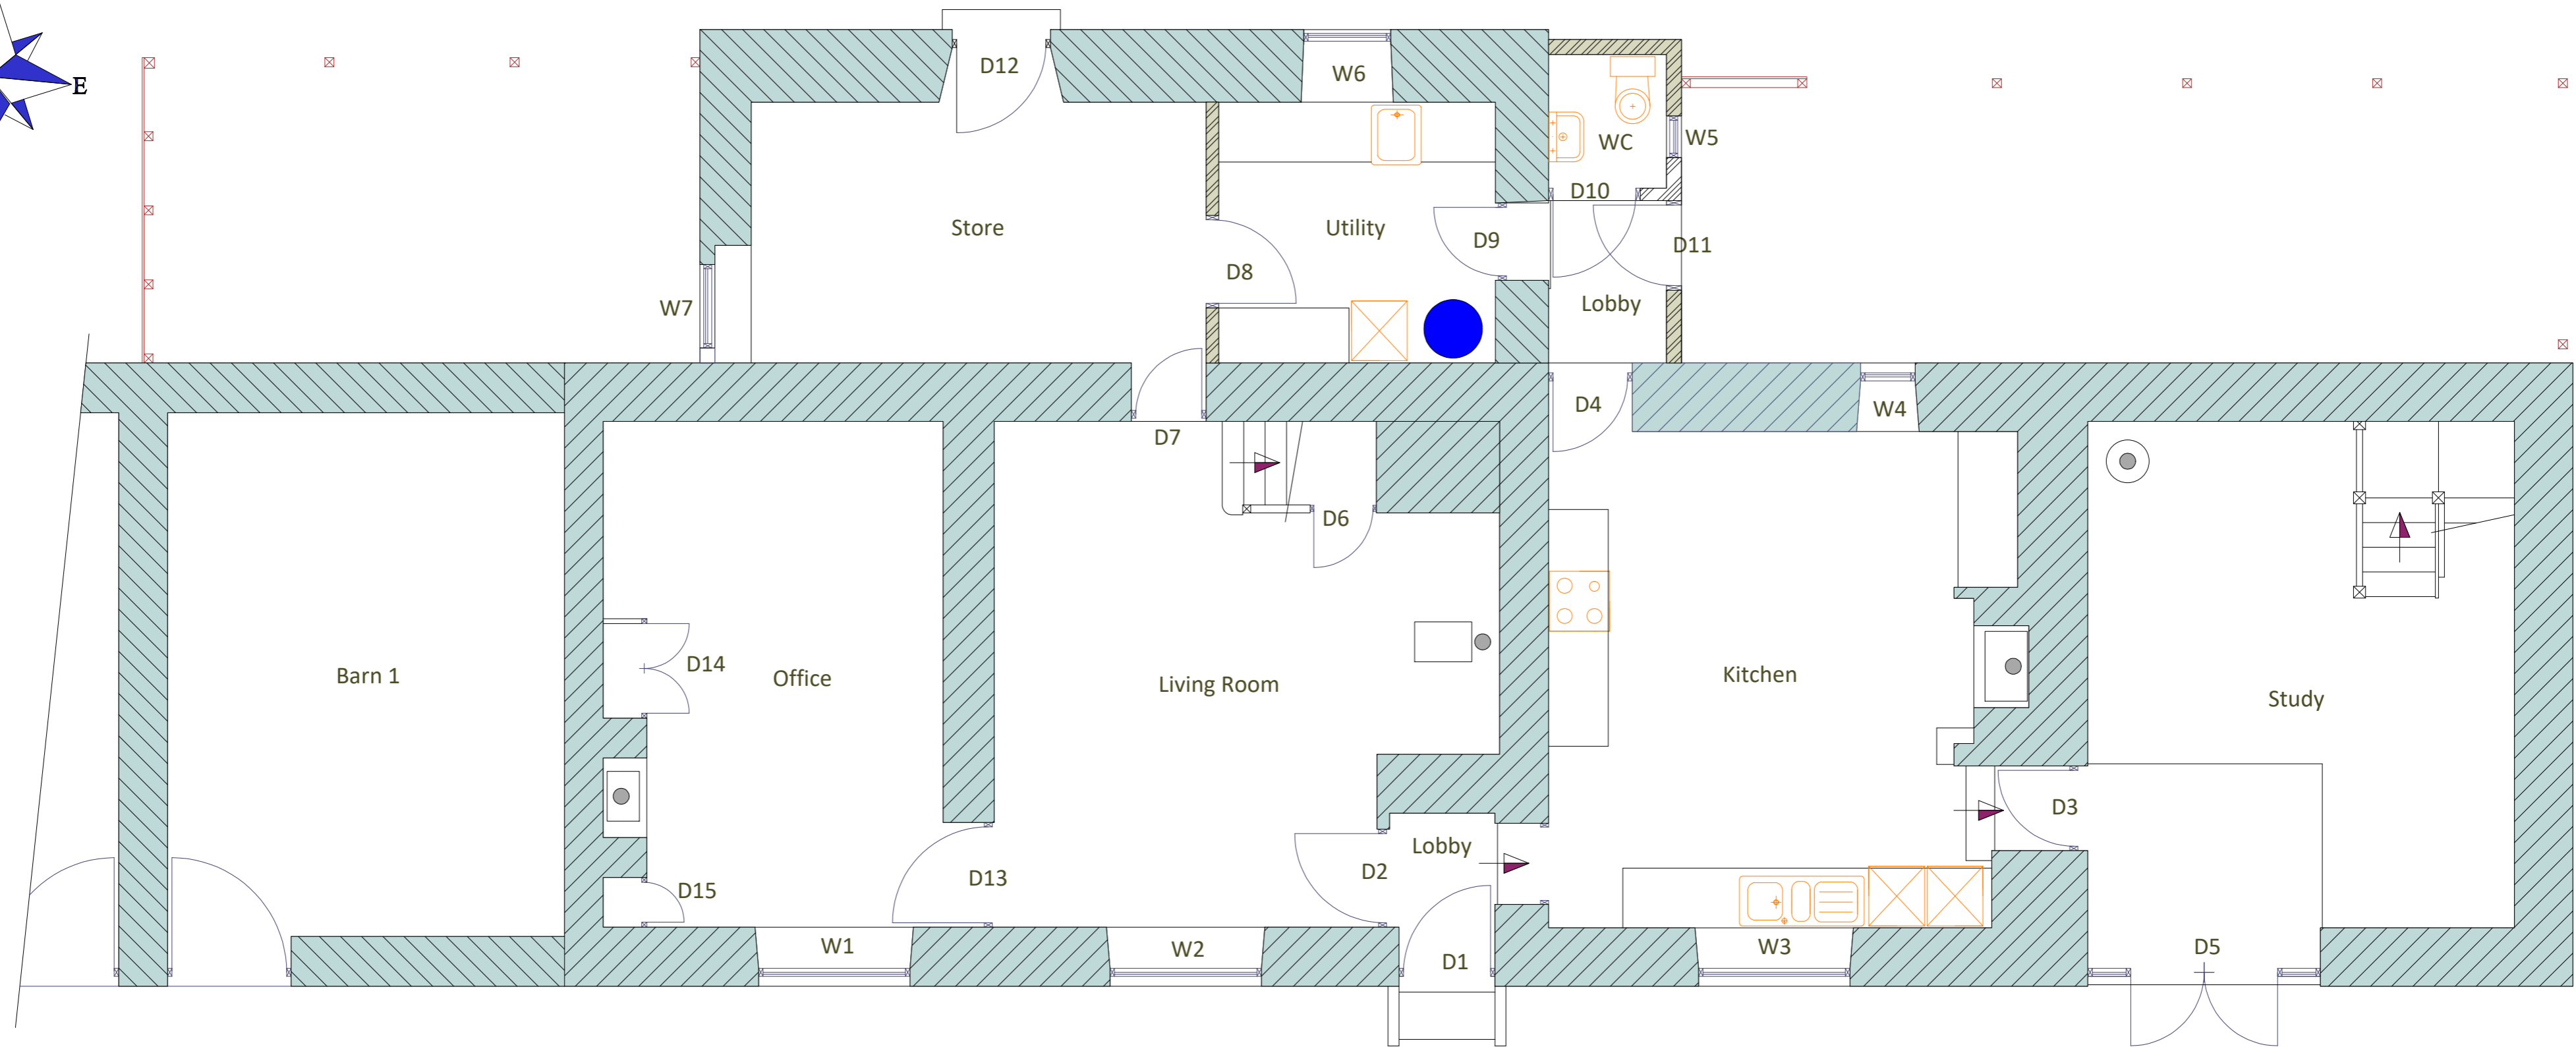 D12
W6
E
WC
W5
D10
Store
Utility
D9
D11
D8
W7
Lobby
D4
W4
D7
D6
D14
Barn 1
Office
Living Room
Kitchen
Study
D3
Lobby
D2
D13
D15
W1
W2
D1
W3
D5